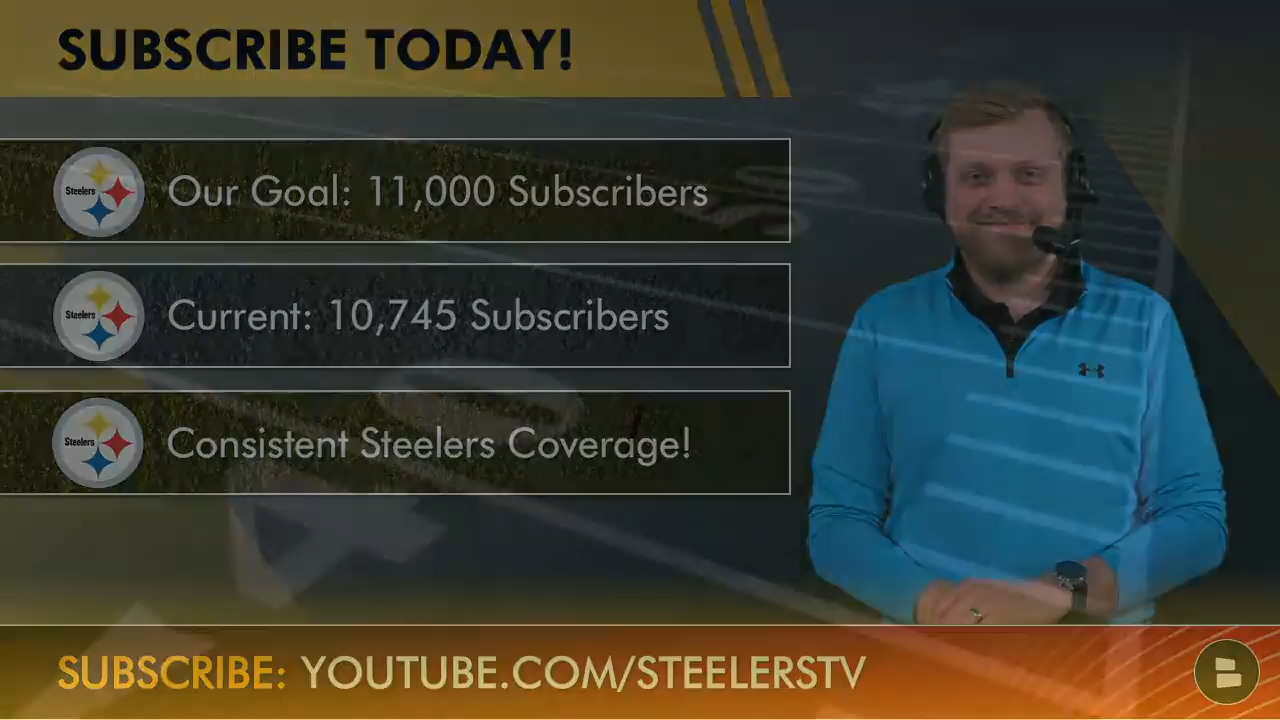 SUBSCRIBE TODAY!
Steelers
Our Goal: 11,000 Subscribers
Steelers
Current: 10,745 Subscribers
Steelers
Consistent Steelers Coverage!
SUBSCRIBE: YOUTUBE.COM/STEELERSTV